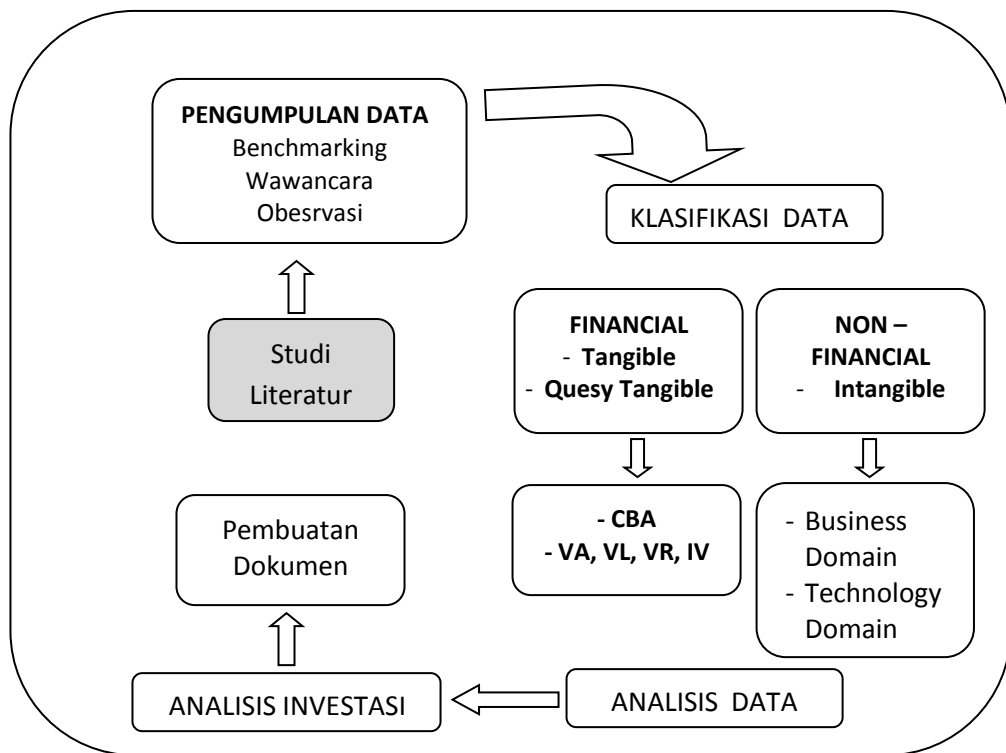 PENGUMPULAN DATA
Benchmarking
Wawancara
Obesrvasi
KLASIFIKASI DATA
Studi
Literatur
FINANCIAL
- Tangible
- Quesy Tangible
NON –
FINANCIAL
- Intangible
- CBA
- VA, VL, VR, IV
- Business
Domain
- Technology
Domain
Pembuatan
Dokumen
ANALISIS DATA
ANALISIS INVESTASI